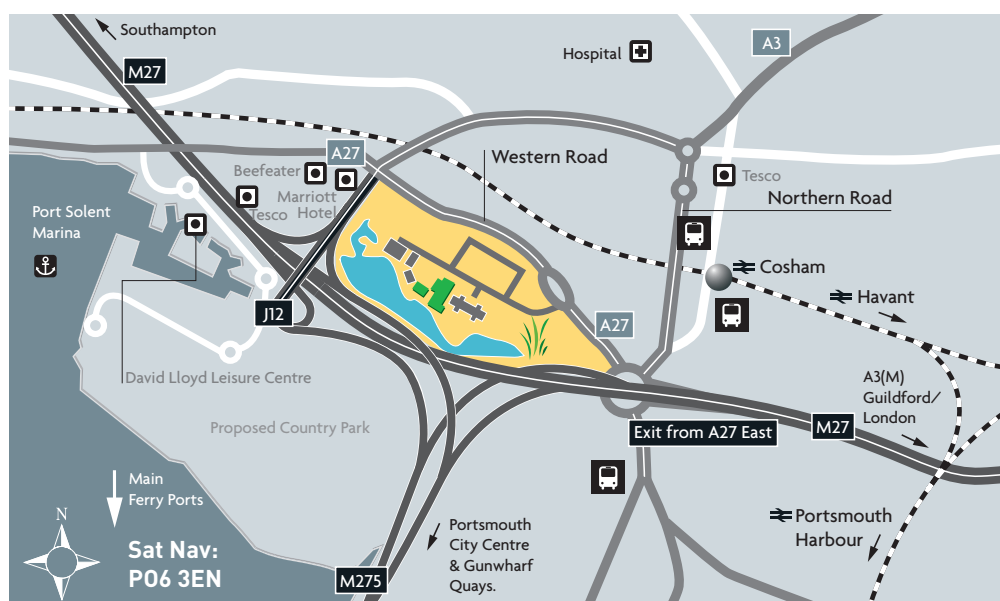 Southampton
M27
Hospital
A3
A27
Western Road
Beefeater
Marriott
Hotel
Tesco
Tesco
Northern Road
Port Solent
Marina
Cosham
Havant
J12
A27
David Lloyd Leisure Centre
A3(M)
Guildford/
London
Proposed Country Park
Exit from A27 East
M27
Main
Ferry Ports
N
Sat Nav:
P06 3EN
Portsmouth
City Centre
& Gunwharf
Quays.
Portsmouth
Harbour
M275